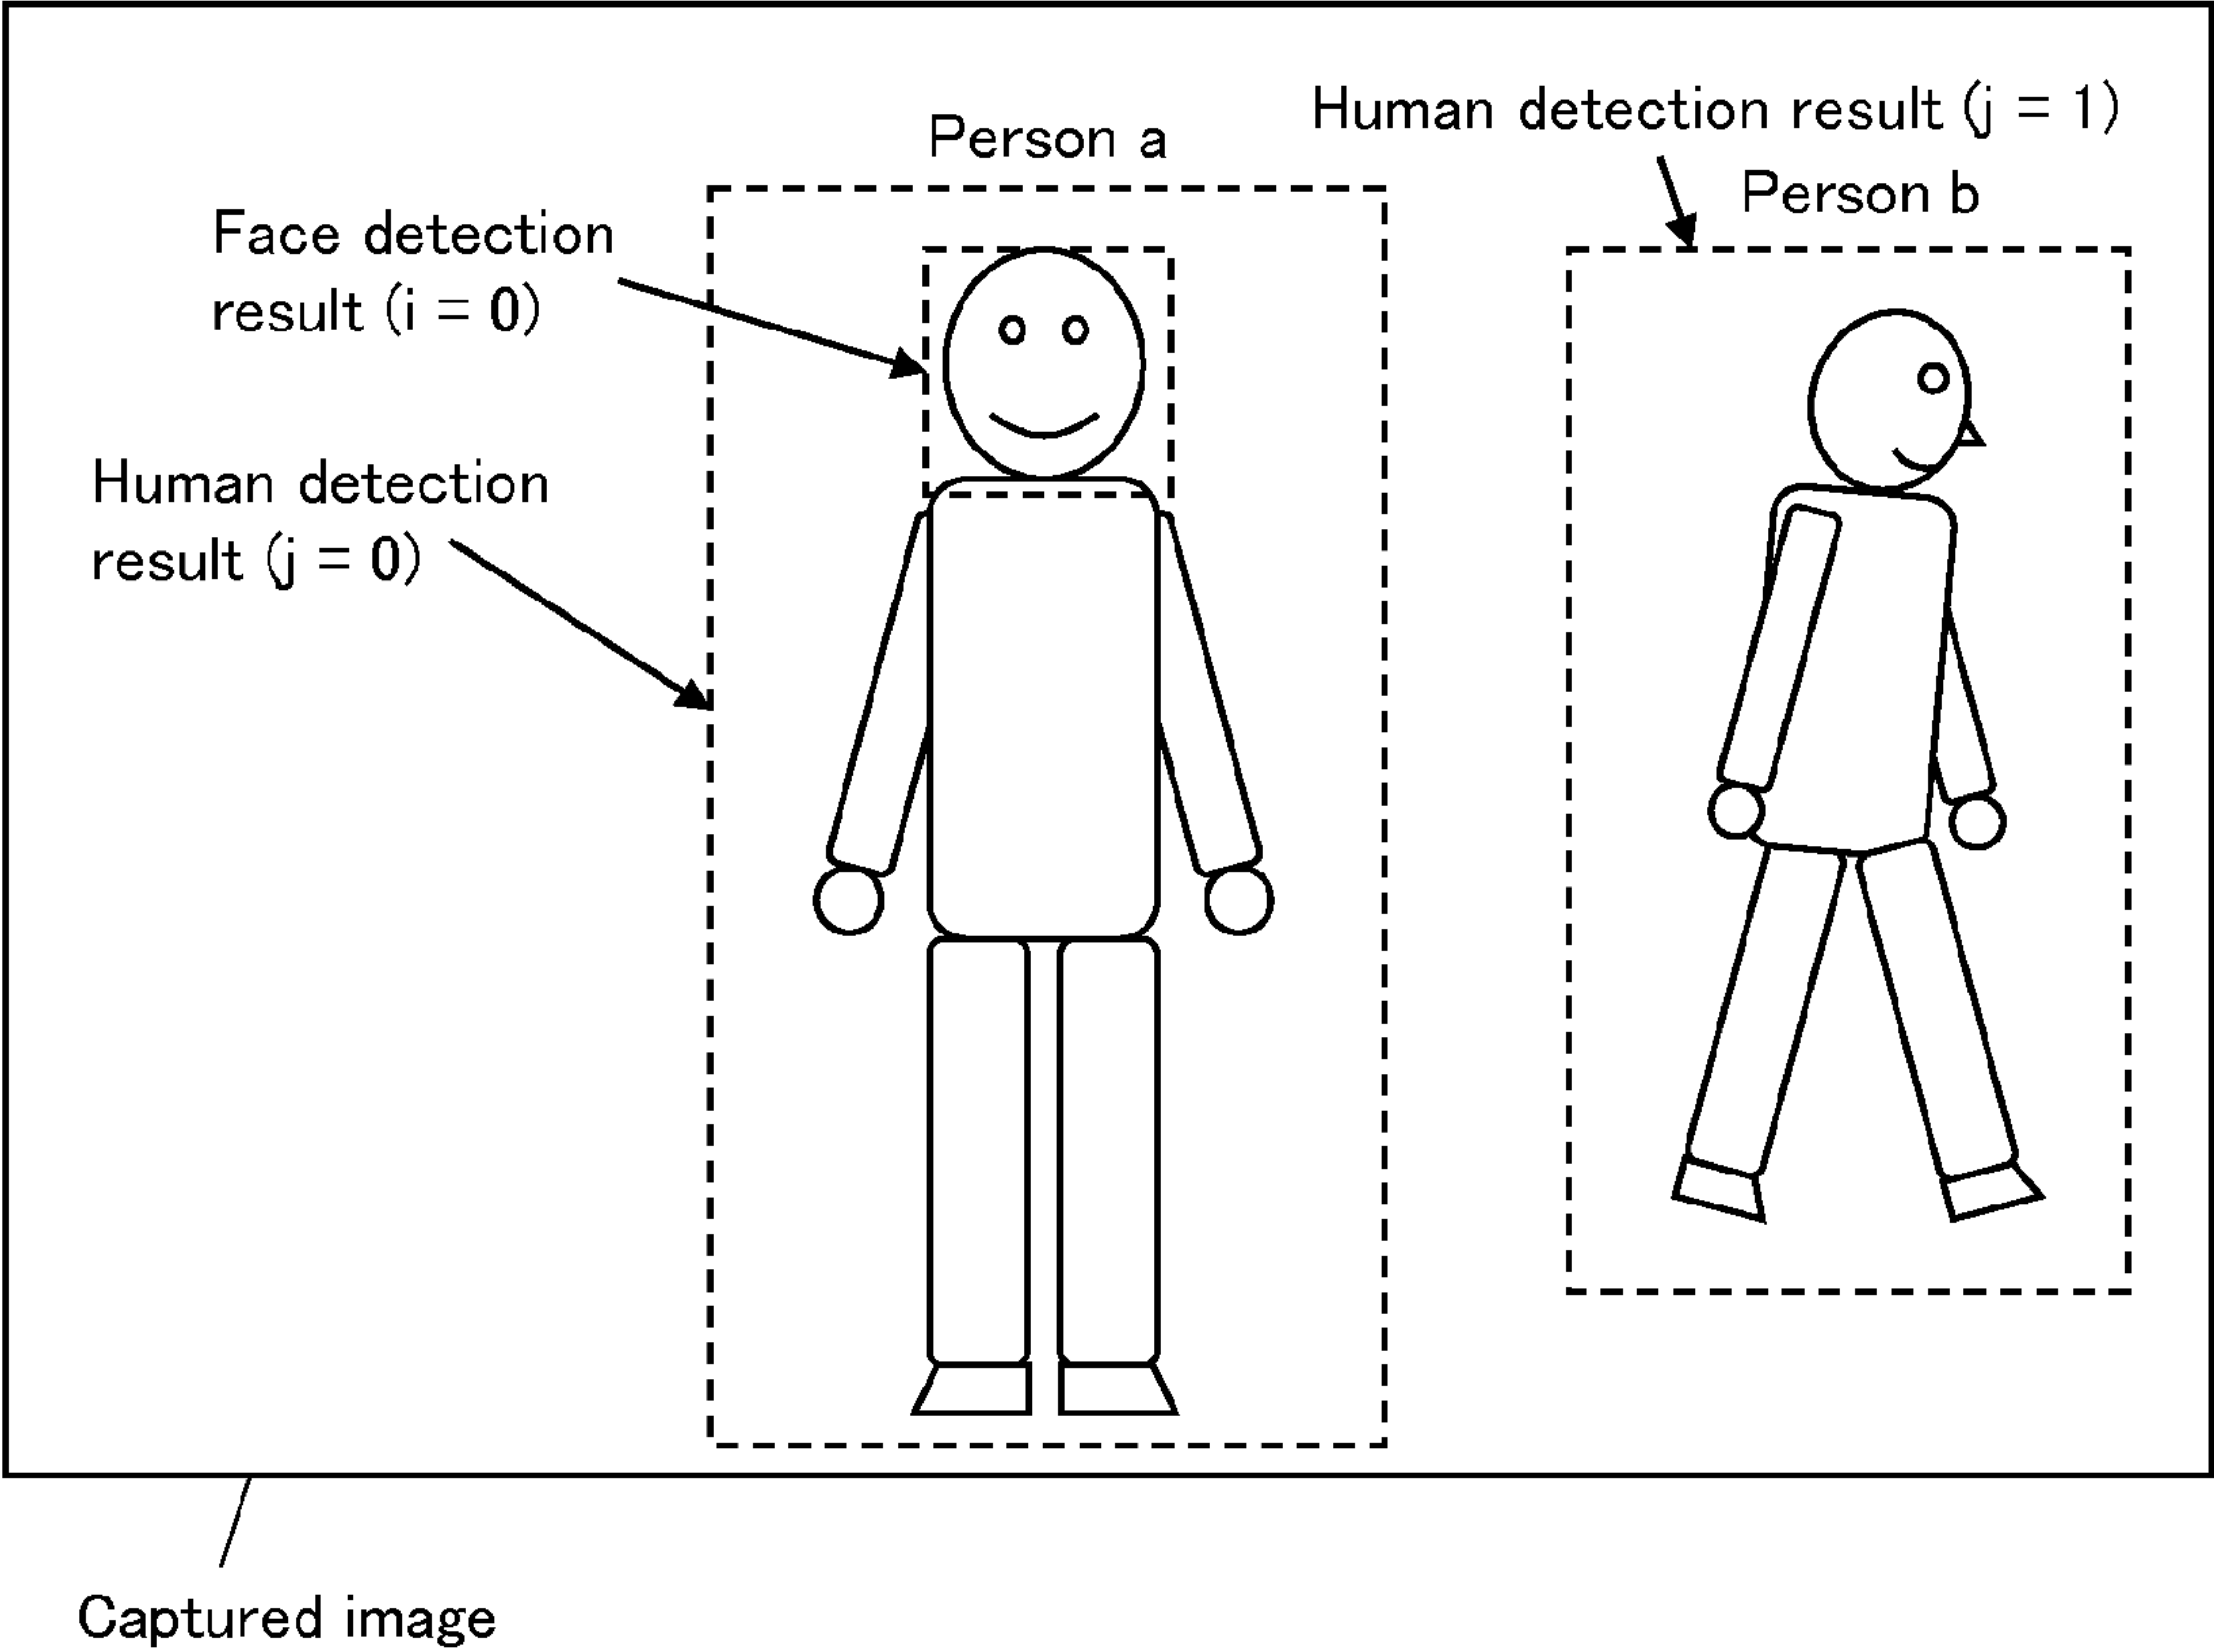 Human detection result (j = 1)
Person a
Person b
Face detection
result (i = 0)
Human detection
result (j = 0)
Captured image